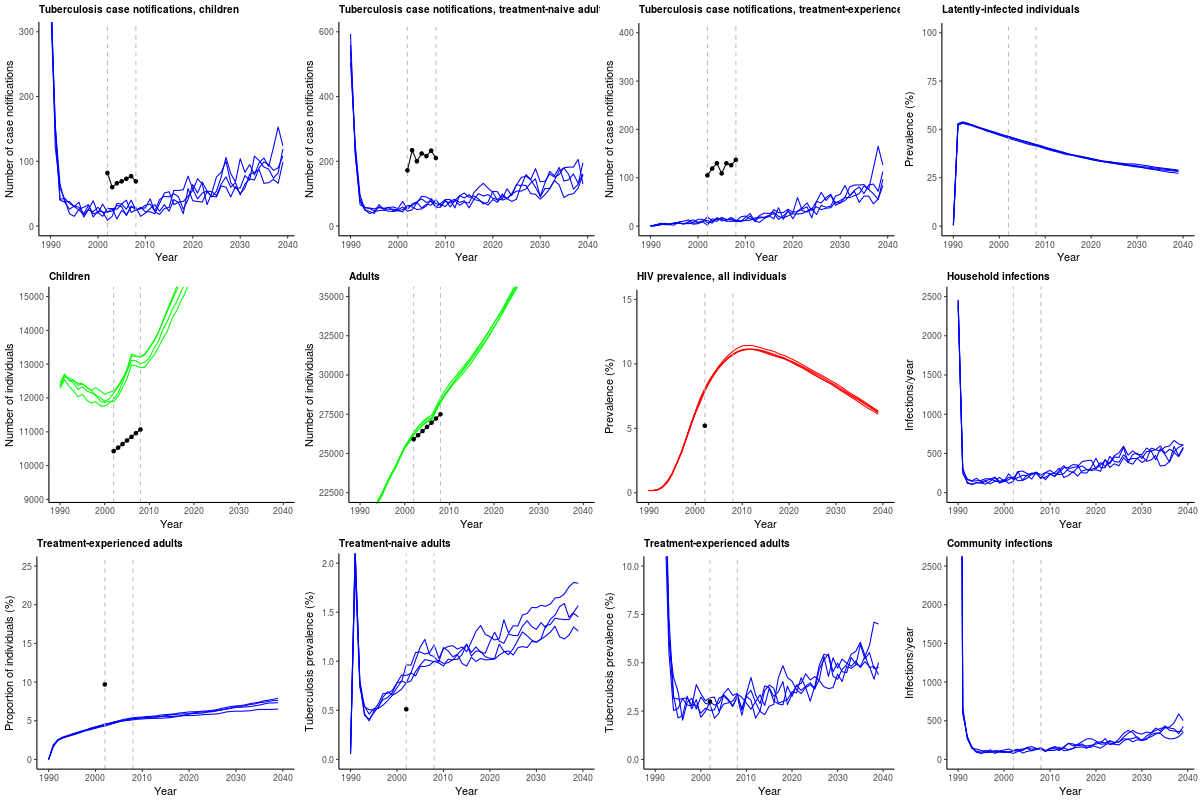 Tuberculosis case notifications, children
Number of case notifications
300
200
100
0
1990 2000 2010 2020 2030 2040
Year
Tuberculosis case notifications, treatment-naive adul
Number of case notifications
600
400
200
0
1990 2000 2010 2020 2030 2040
Year
Tuberculosis case notifications, treatment-experience
Number of case notifications
400
300
200
100
0
1990 2000 2010 2020 2030 2040
Year
Latently-infected individuals
Prevalence (%)
100
75
50
25
0
1990 2000 2010 2020 2030 2040
Year
Children
Number of individuals
15000
14000
13000
12000
11000
10000
9000
1990 2000 2010 2020 2030 2040
Year
Adults
Number of individuals
35000
32500
30000
27500
25000
22500
1990 2000 2010 2020 2030 2040
Year
HIV prevalence, all individuals
Prevalence (%)
15
10
5
0
1990 2000 2010 2020 2030 2040
Year
Household infections
Infections/year
2500
2000
1500
1000
500
0
1990 2000 2010 2020 2030 2040
Year
Treatment-experienced adults
Proportion of individuals (%)
25
20
15
10
5
0
1990 2000 2010 2020 2030 2040
Year
Treatment-naive adults
Tuberculosis prevalence (%)
2.0
1.5
1.0
0.5
0.0
1990 2000 2010 2020 2030 2040
Year
Treatment-experienced adults
Tuberculosis prevalence (%)
10.0
7.5
5.0
2.5
0.0
1990 2000 2010 2020 2030 2040
Year
Community infections
Infections/year
2500
2000
1500
1000
500
0
1990 2000 2010 2020 2030 2040
Year